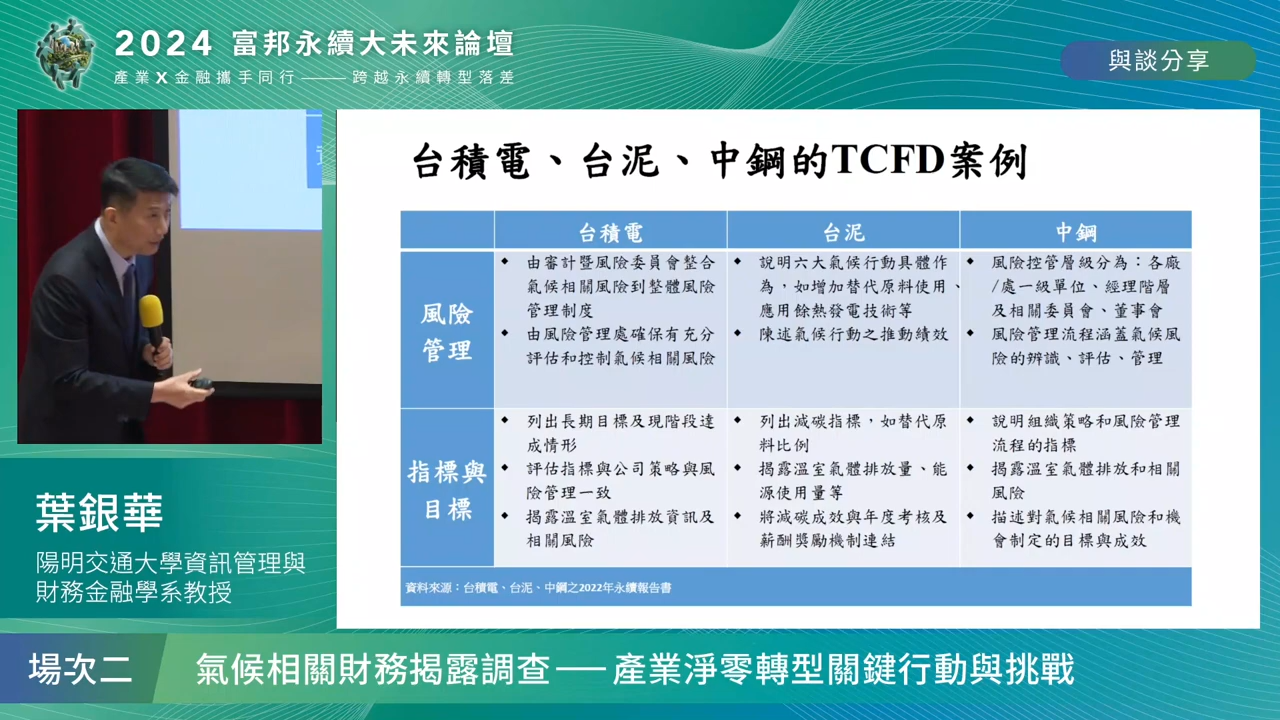 2024 富邦永續大未來論壇
產業X金融攜手同行——跨越永續轉型落差
與談分享
台積電、台泥、中鋼的TCFD案例
台積電
台泥
中鋼
風險
管理
◆ 由審計暨風險委員會整合
氣候相關風險到整體風險
管理制度
◆ 由風險管理處確保有充分
評估和控制氣候相關風險
◆ 說明六大氣候行動具體作
為，如增加替代原料使用、
應用餘熱發電技術等
◆ 陳述氣候行動之推動績效
◆ 風險控管層級分為：各廠
/處一級單位、經理階層
及相關委員會、董事會
◆ 風險管理流程涵蓋氣候風
險的辨識、評估、管理
指標與
目標
◆ 列出長期目標及現階段達
成情形
◆ 評估指標與公司策略與風
險管理一致
◆ 揭露溫室氣體排放資訊及
相關風險
◆ 列出減碳指標，如替代原
料比例
◆ 揭露溫室氣體排放量、能
源使用量等
◆ 將減碳成效與年度考核及
薪酬獎勵機制連結
◆ 說明組織策略和風險管理
流程的指標
◆ 揭露溫室氣體排放和相關
風險
◆ 描述對氣候相關風險和機
會制定的目標與成效
資料來源：台積電、台泥、中鋼之2022年永續報告書
葉銀華
陽明交通大學資訊管理與
財務金融學系教授
場次二
氣候相關財務揭露調查——產業淨零轉型關鍵行動與挑戰